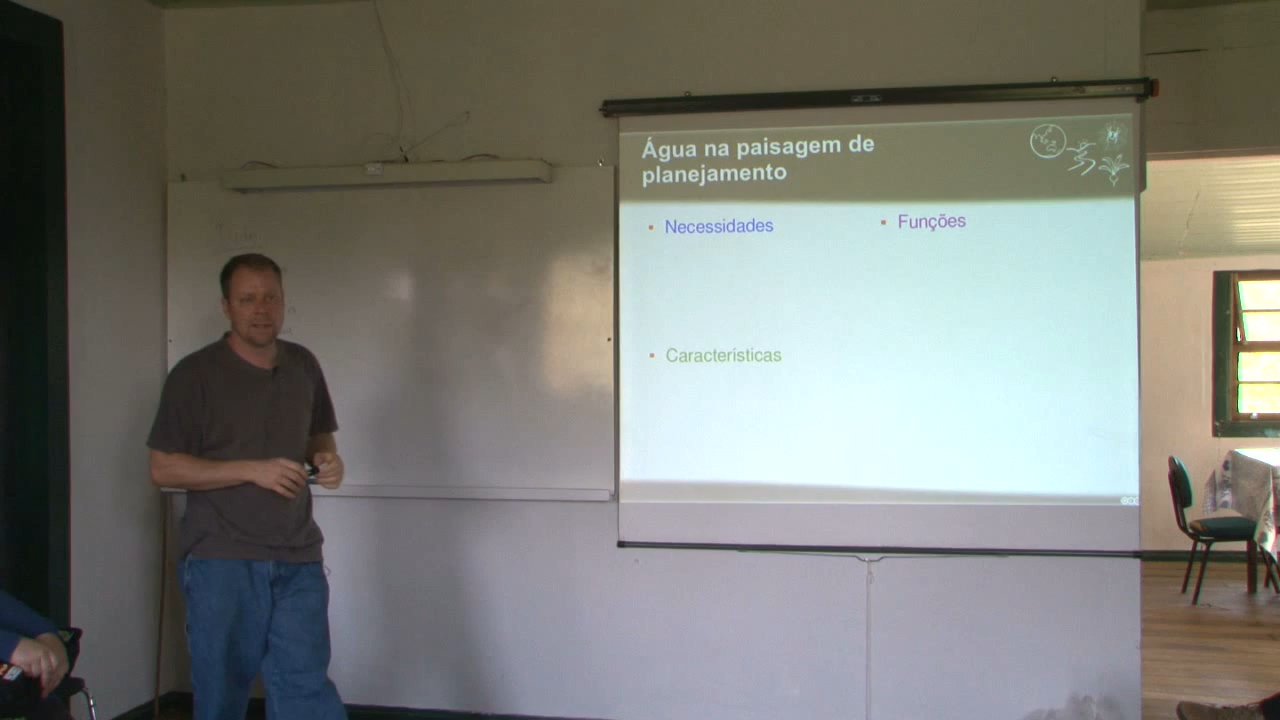 Água na paisagem de
planejamento
Necessidades
Funções
Características